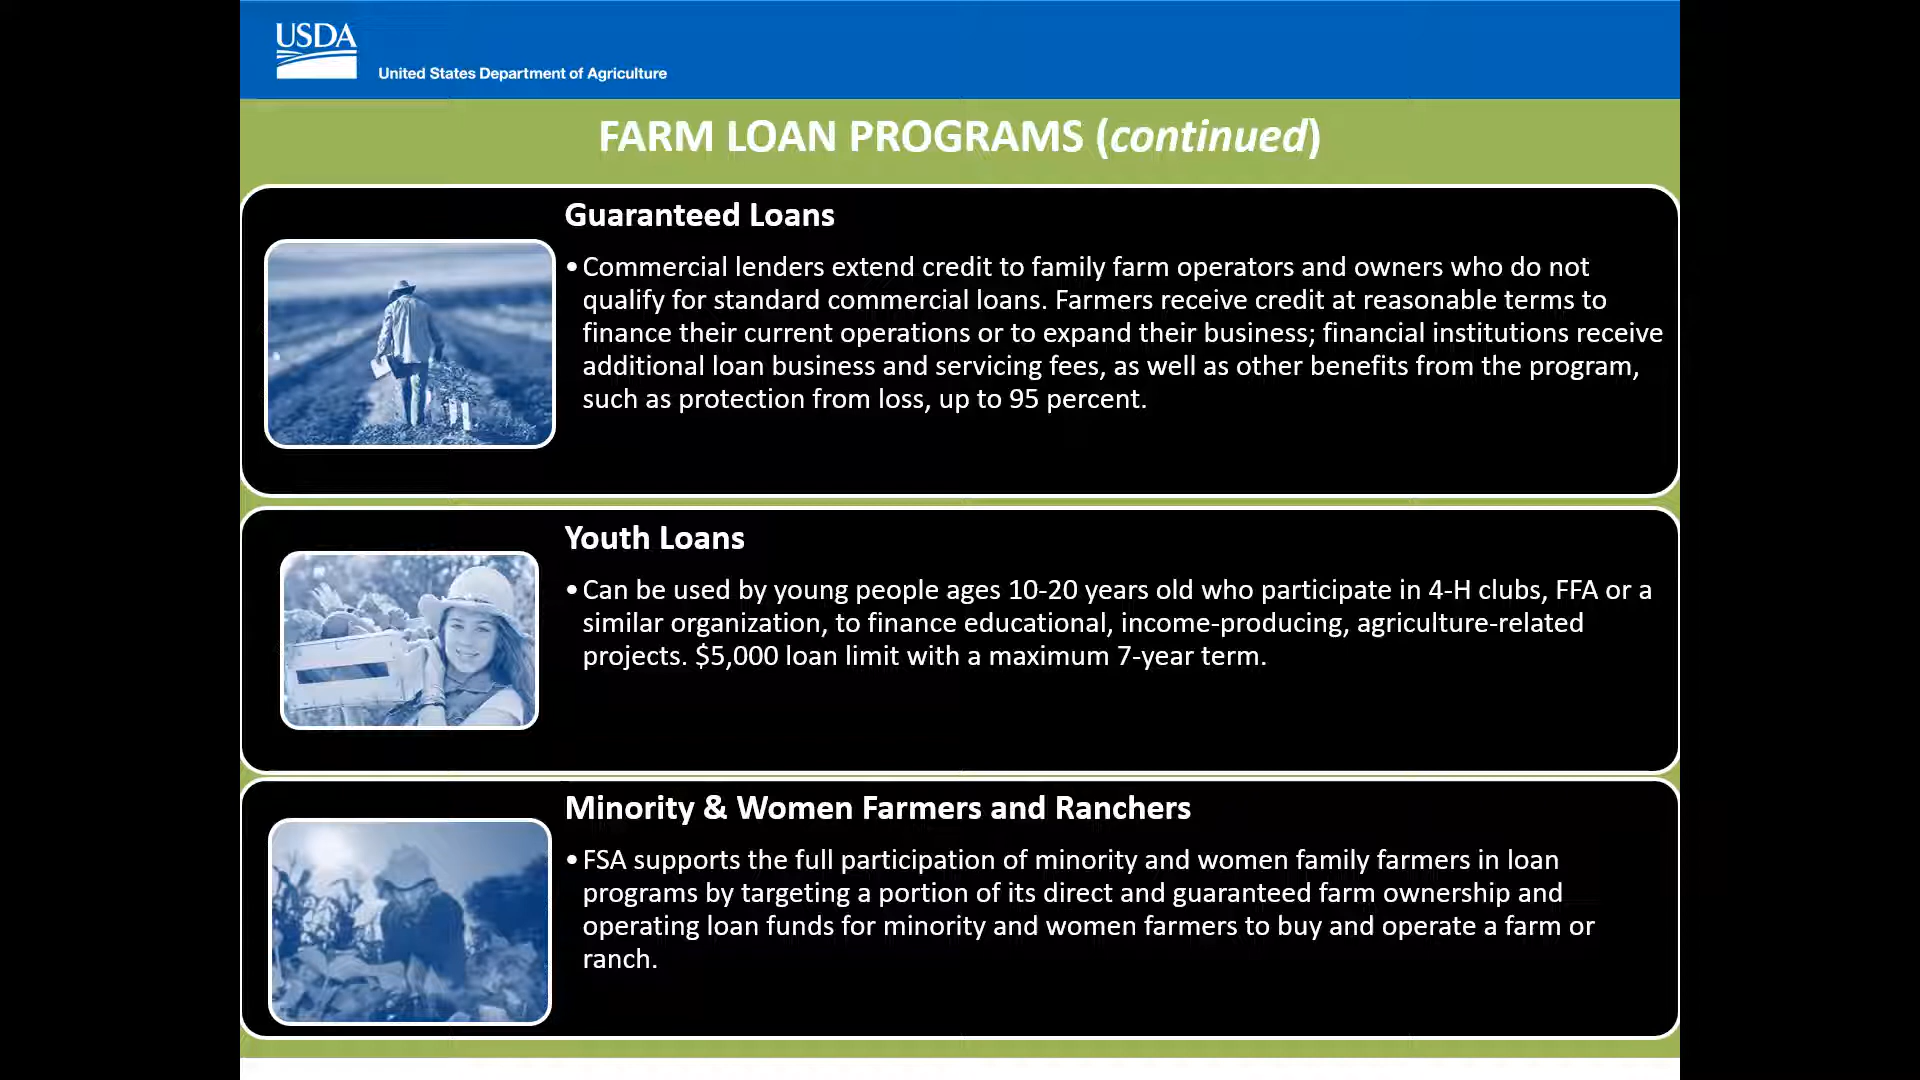 USDA
United States Department of Agriculture
FARM LOAN PROGRAMS (continued)
Guaranteed Loans
•Commercial lenders extend credit to family farm operators and owners who do not
qualify for standard commercial loans. Farmers receive credit at reasonable terms to
finance their current operations or to expand their business; financial institutions receive
additional loan business and servicing fees, as well as other benefits from the program,
such as protection from loss, up to 95 percent.
Youth Loans
•Can be used by young people ages 10-20 years old who participate in 4-H clubs, FFA or a
similar organization, to finance educational, income-producing, agriculture-related
projects. $5,000 loan limit with a maximum 7-year term.
Minority & Women Farmers and Ranchers
•FSA supports the full participation of minority and women family farmers in loan
programs by targeting a portion of its direct and guaranteed farm ownership and
operating loan funds for minority and women farmers to buy and operate a farm or
ranch.